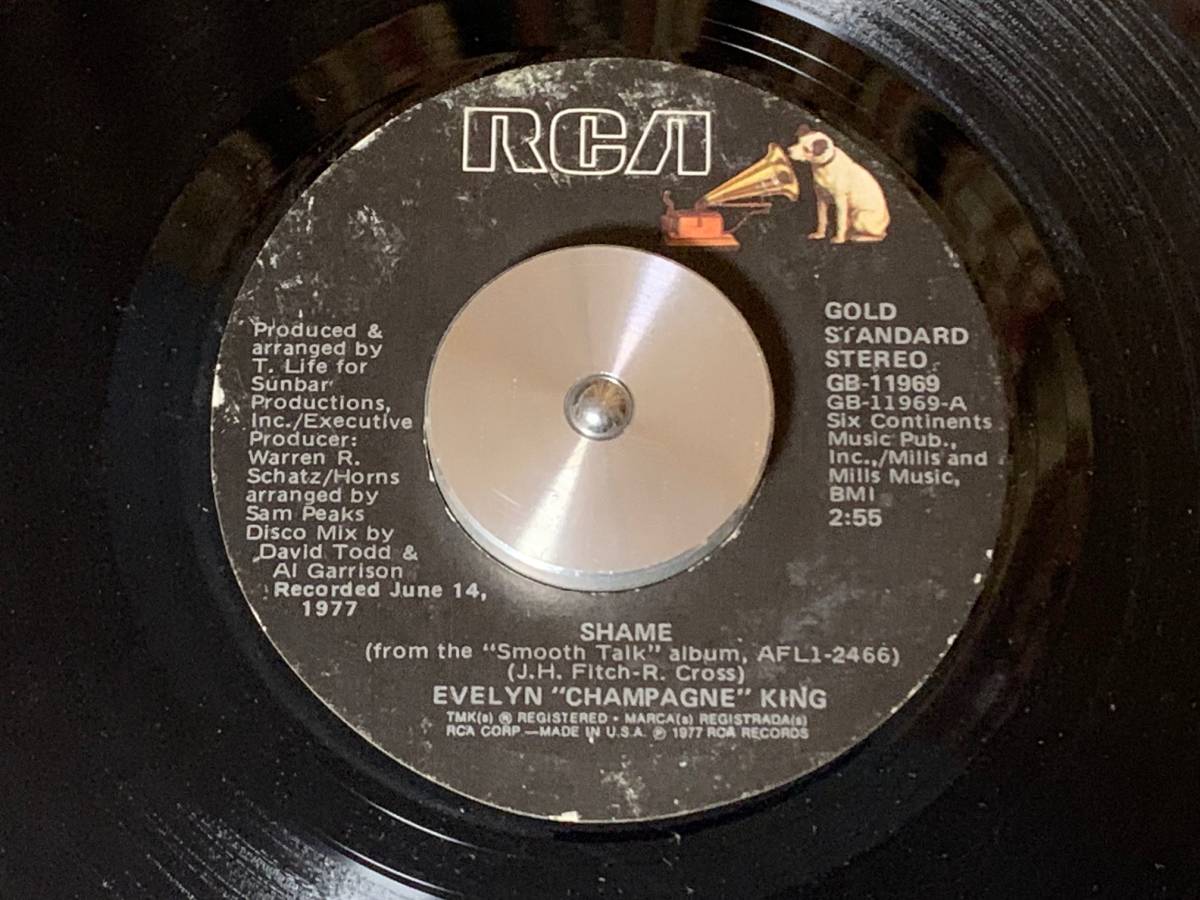 RCA
Produced &
arranged by
T. Life for
Sunbar
Productions,
Inc./Executive
Producer:
Warren R.
Schatz/Horns
arranged by
Sam Peaks
Disco Mix by
David Todd &
Al Garrison
Recorded June 14,
1977
GOLD
STANDARD
STEREO
GB-11969
GB-11969-A
Six Continents
Music Pub.,
Inc.,/Mills and
Mills Music,
BMI
2:55
SHAME
(from the "Smooth Talk" album, AFL1-2466)
(J.H. Fitch-R. Cross)
EVELYN "CHAMPAGNE" KING
TMK(s) ® REGISTERED • MARCA(s) REGISTRADA(s)
RCA CORP —MADE IN U.S.A. ℗ 1977 RCA RECORDS